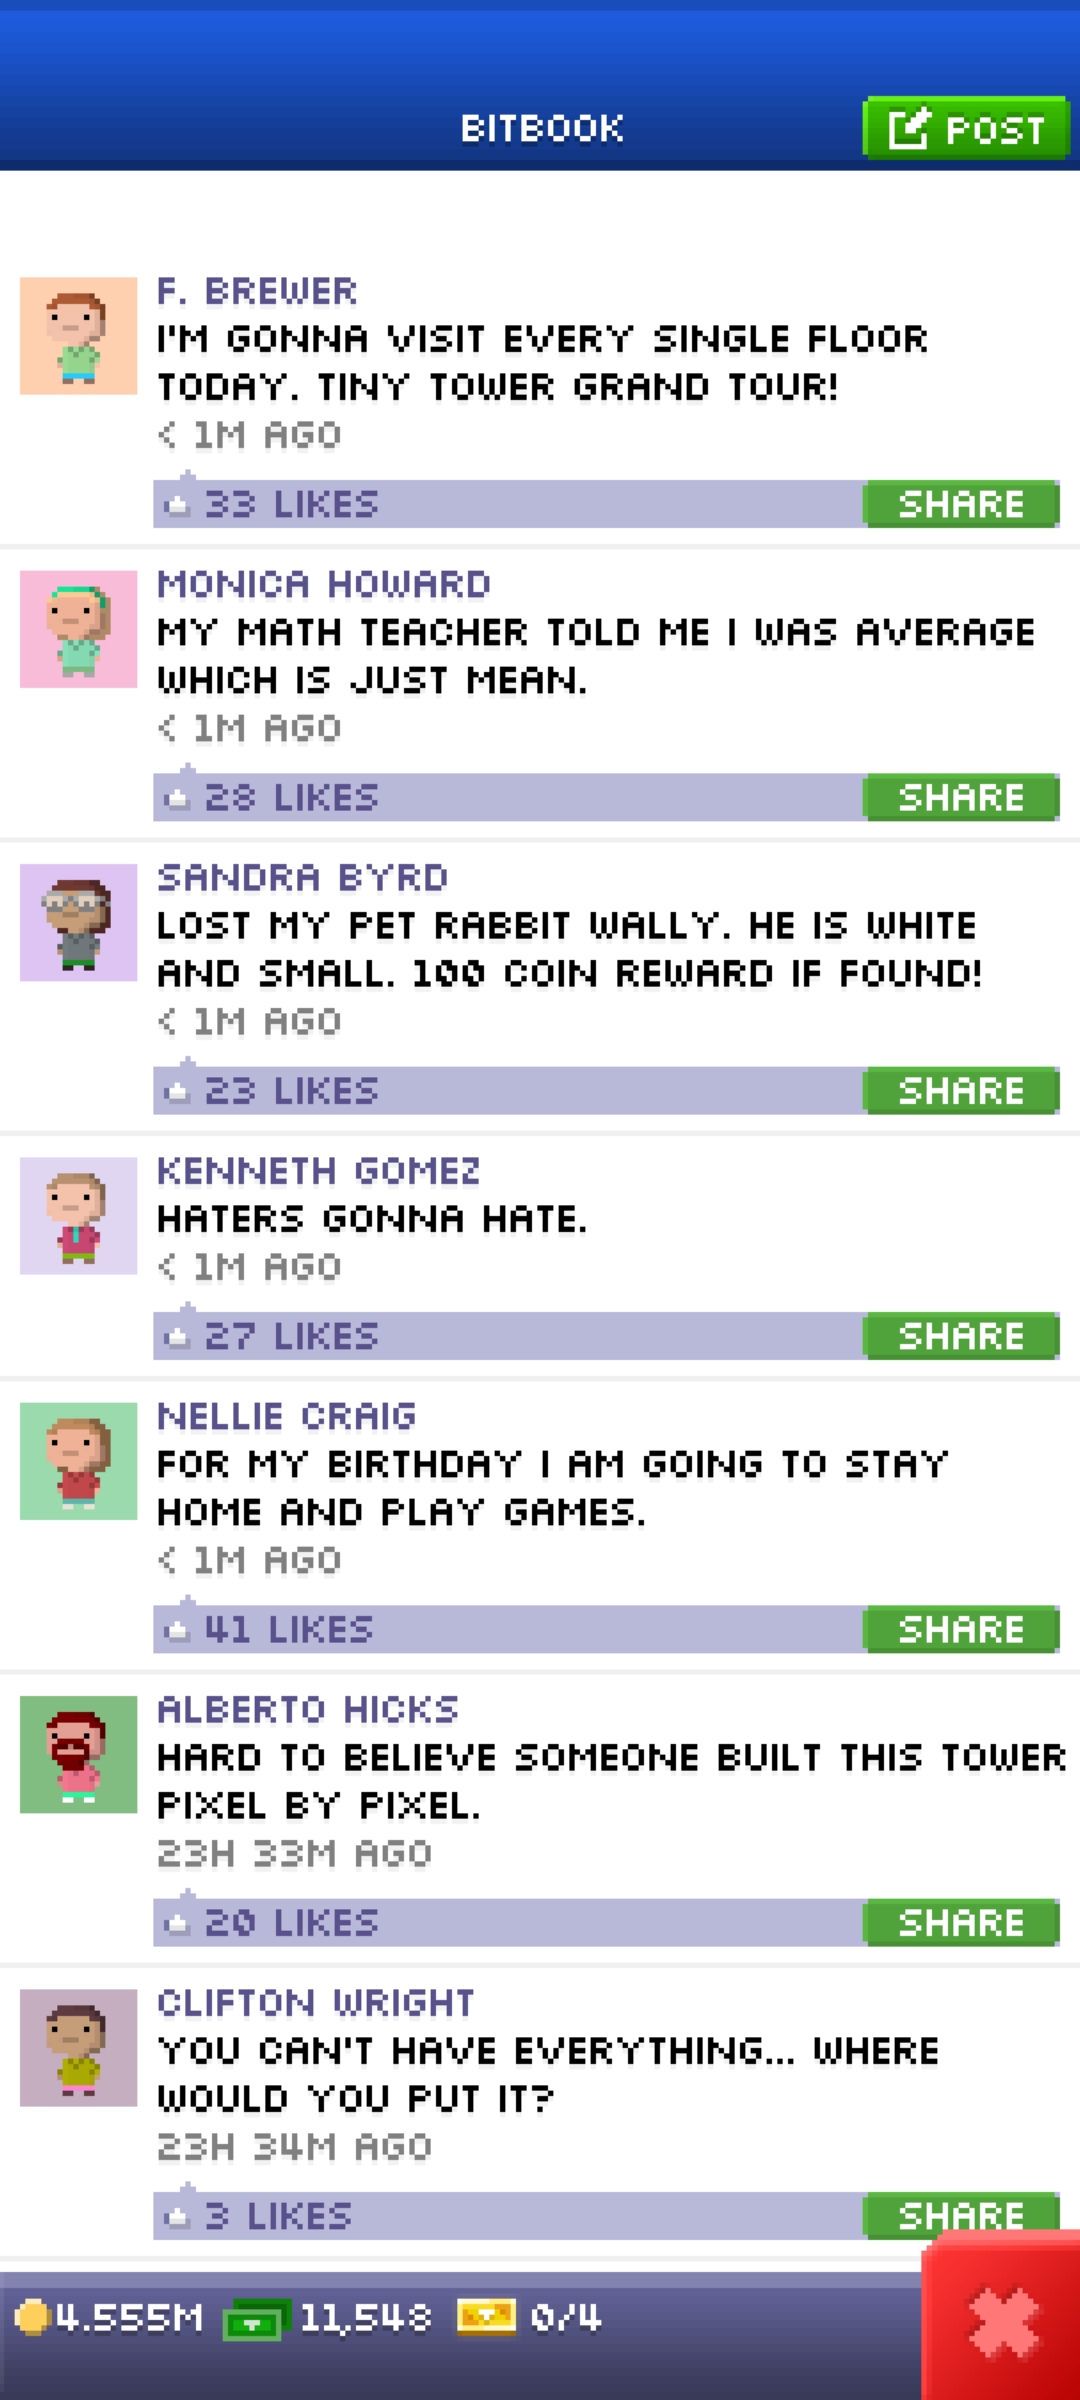 BITBOOK
POST
F. BREWER
I'M GONNA VISIT EVERY SINGLE FLOOR
TODAY. TINY TOWER GRAND TOUR!
< 1M AGO
33 LIKES
SHARE
MONICA HOWARD
MY MATH TEACHER TOLD ME I WAS AVERAGE
WHICH IS JUST MEAN.
< 1M AGO
28 LIKES
SHARE
SANDRA BYRD
LOST MY PET RABBIT WALLY. HE IS WHITE
AND SMALL. 100 COIN REWARD IF FOUND!
< 1M AGO
23 LIKES
SHARE
KENNETH GOMEZ
HATERS GONNA HATE.
< 1M AGO
27 LIKES
SHARE
NELLIE CRAIG
FOR MY BIRTHDAY I AM GOING TO STAY
HOME AND PLAY GAMES.
< 1M AGO
41 LIKES
SHARE
ALBERTO HICKS
HARD TO BELIEVE SOMEONE BUILT THIS TOWER
PIXEL BY PIXEL.
23H 33M AGO
20 LIKES
SHARE
CLIFTON WRIGHT
YOU CAN'T HAVE EVERYTHING... WHERE
WOULD YOU PUT IT?
23H 34M AGO
3 LIKES
SHARE
4.555M 11,548 0/4